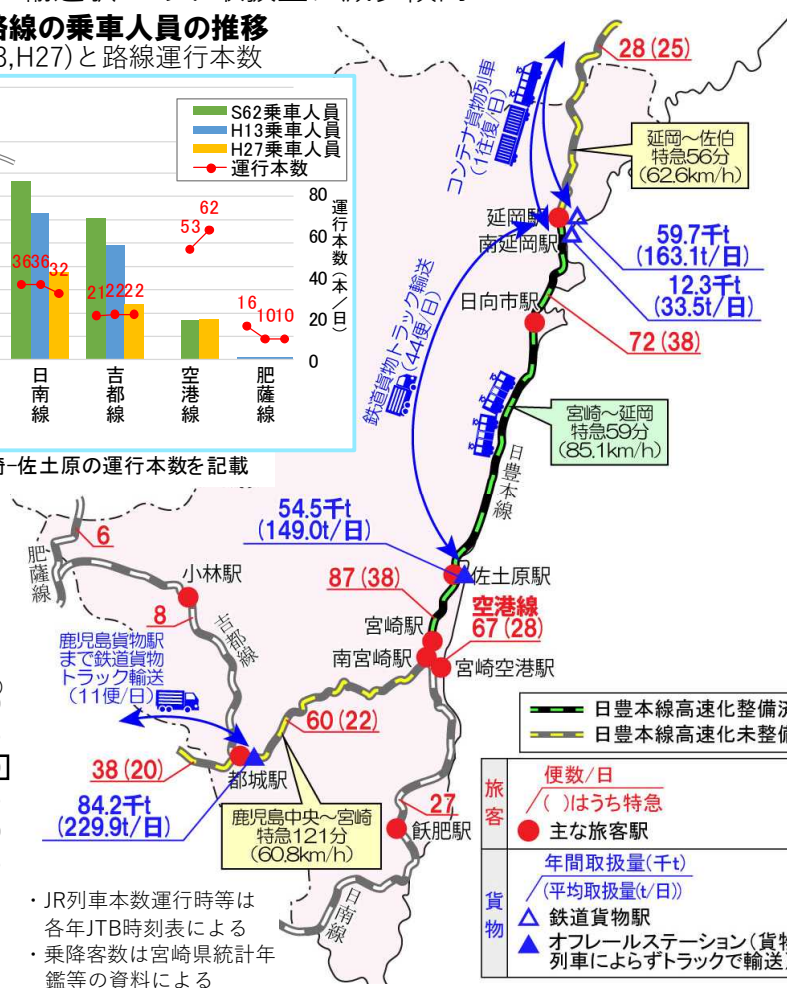 路線の乗車人員の推移
3,H27)と路線運行本数
S62乗車人員
H13乗車人員
H27乗車人員
運行本数
80
60
40
20
0
運行本数(本/日)
36
36
32
21
22
22
53
62
16
10
10
日南線
吉都線
空港線
肥薩線
崎−佐土原の運行本数を記載
28(25)
コンテナ貨物列車
(1往復/日)
延岡〜佐伯
特急56分
(62.6km/h)
延岡駅
南延岡駅
59.7千t
(163.1t/日)
12.3千t
(33.5t/日)
日向市駅
72(38)
鉄道貨物トラック輸送
(44便/日)
宮崎〜延岡
特急59分
(85.1km/h)
日豊本線
54.5千t
(149.0t/日)
佐土原駅
6
肥薩線
小林駅
8
吉都線
87(38)
空港線
67(28)
宮崎駅
南宮崎駅
宮崎空港駅
鹿児島貨物駅
まで鉄道貨物
トラック輸送
(11便/日)
60(22)
38(20)
都城駅
84.2千t
(229.9t/日)
鹿児島中央〜宮崎
特急121分
(60.8km/h)
27
飫肥駅
日南線
日豊本線高速化整備済
日豊本線高速化未整備
旅客
便数/日
( )はうち特急
主な旅客駅
貨物
年間取扱量(千t)
(平均取扱量(t/日))
鉄道貨物駅
オフレールステーション(貨物
列車によらずトラックで輸送)
・JR列車本数運行時等は
各年JTB時刻表による
・乗降客数は宮崎県統計年
鑑等の資料による